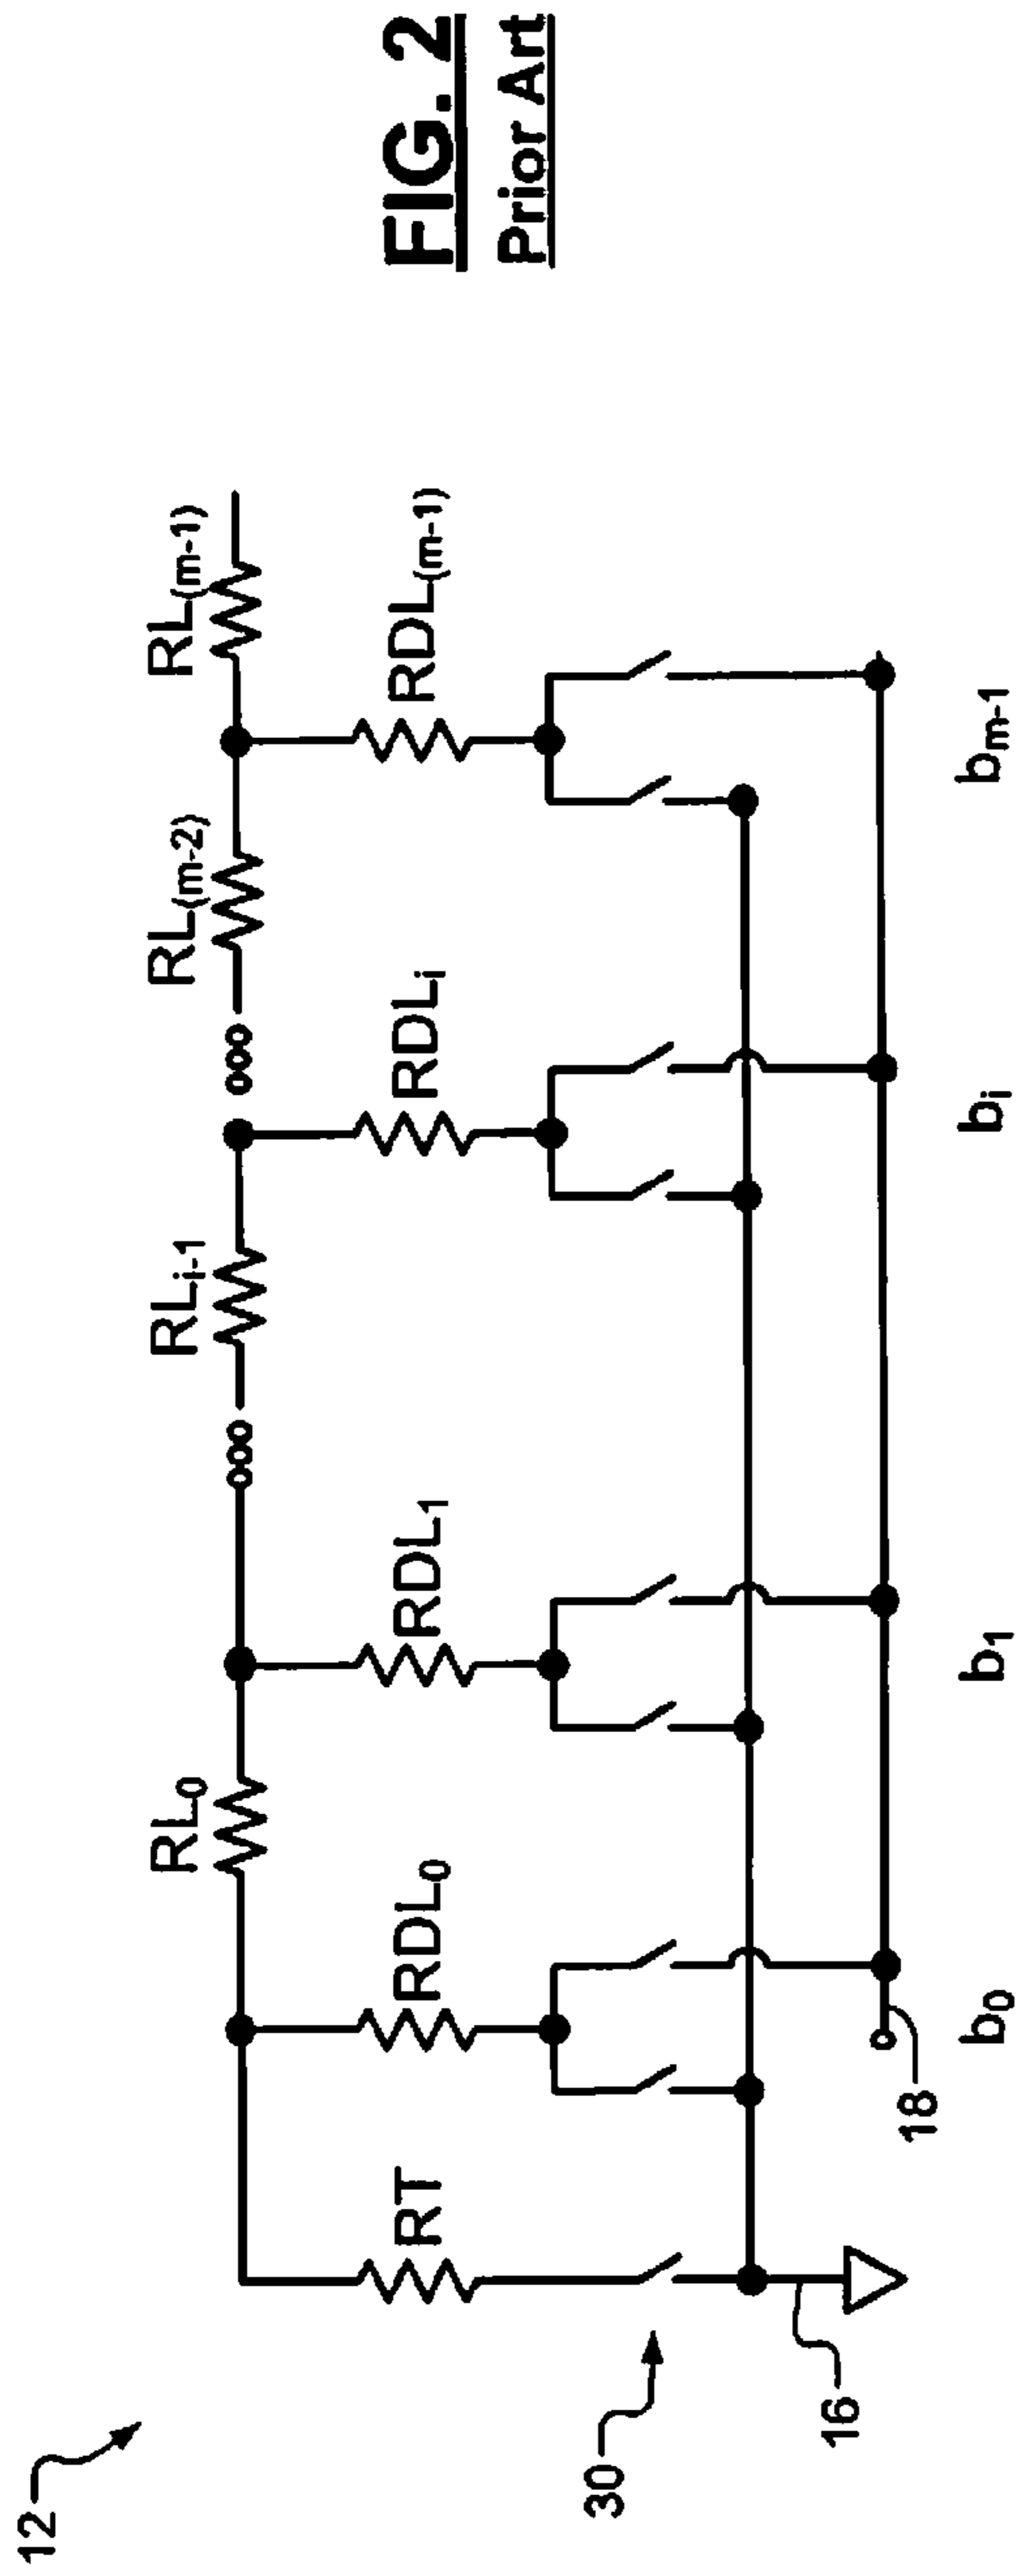 12
RL₀
RLᵢ₋₁
RL₍ₘ₋₂₎
RL₍ₘ₋₁₎
RT
RDL₀
RDL₁
RDLᵢ
RDL₍ₘ₋₁₎
30
16
18
b₀
b₁
bᵢ
bₘ₋₁
FIG. 2
Prior Art